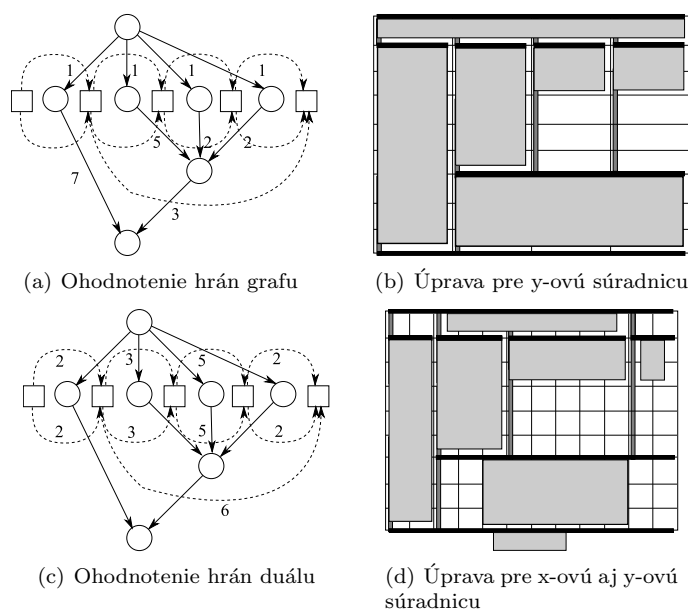 1 1 1 1
5 2 2
7
3
(a) Ohodnotenie hrán grafu
(b) Úprava pre y-ovú súradnicu
2 3 5 2
2 3 5 2
6
(c) Ohodnotenie hrán duálu
(d) Úprava pre x-ovú aj y-ovú
súradnicu